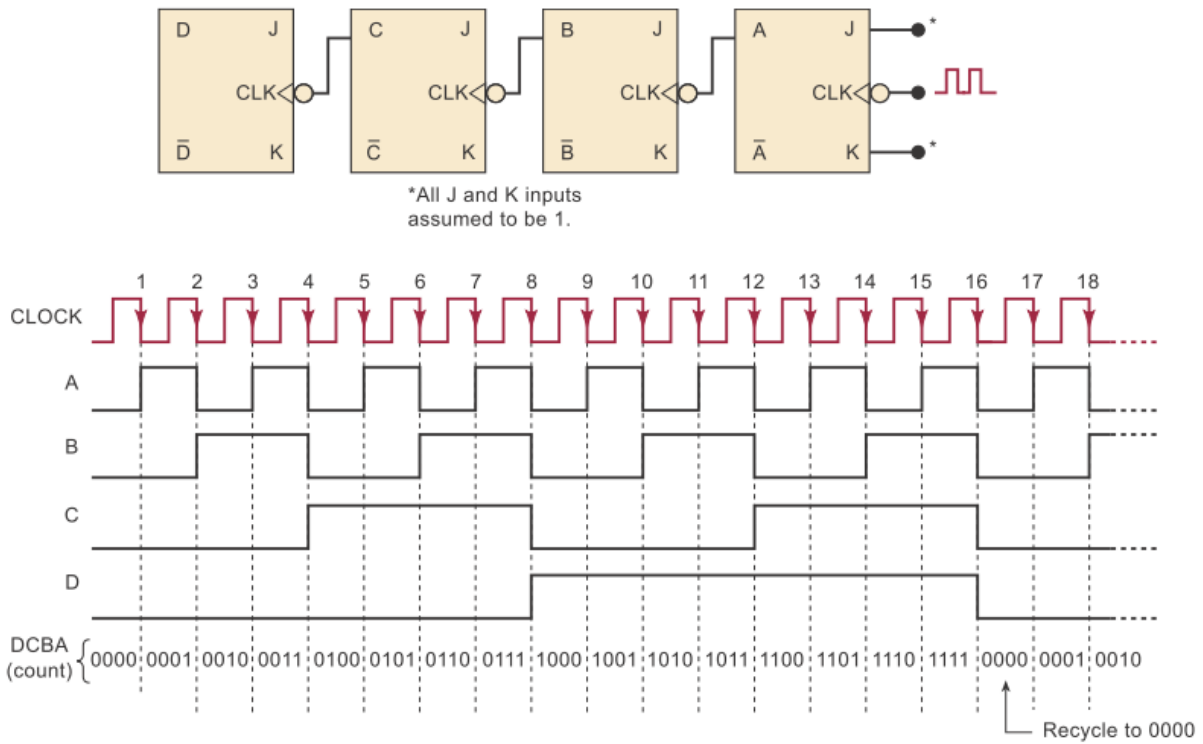 D J C J B J A J *
CLK CLK CLK CLK
D̅ K C̅ K B̅ K A̅ K *
*All J and K inputs
assumed to be 1.
1 2 3 4 5 6 7 8 9 10 11 12 13 14 15 16 17 18
CLOCK
A
B
C
D
DCBA
(count) { 0000 0001 0010 0011 0100 0101 0110 0111 1000 1001 1010 1011 1100 1101 1110 1111 0000 0001 0010
Recycle to 0000